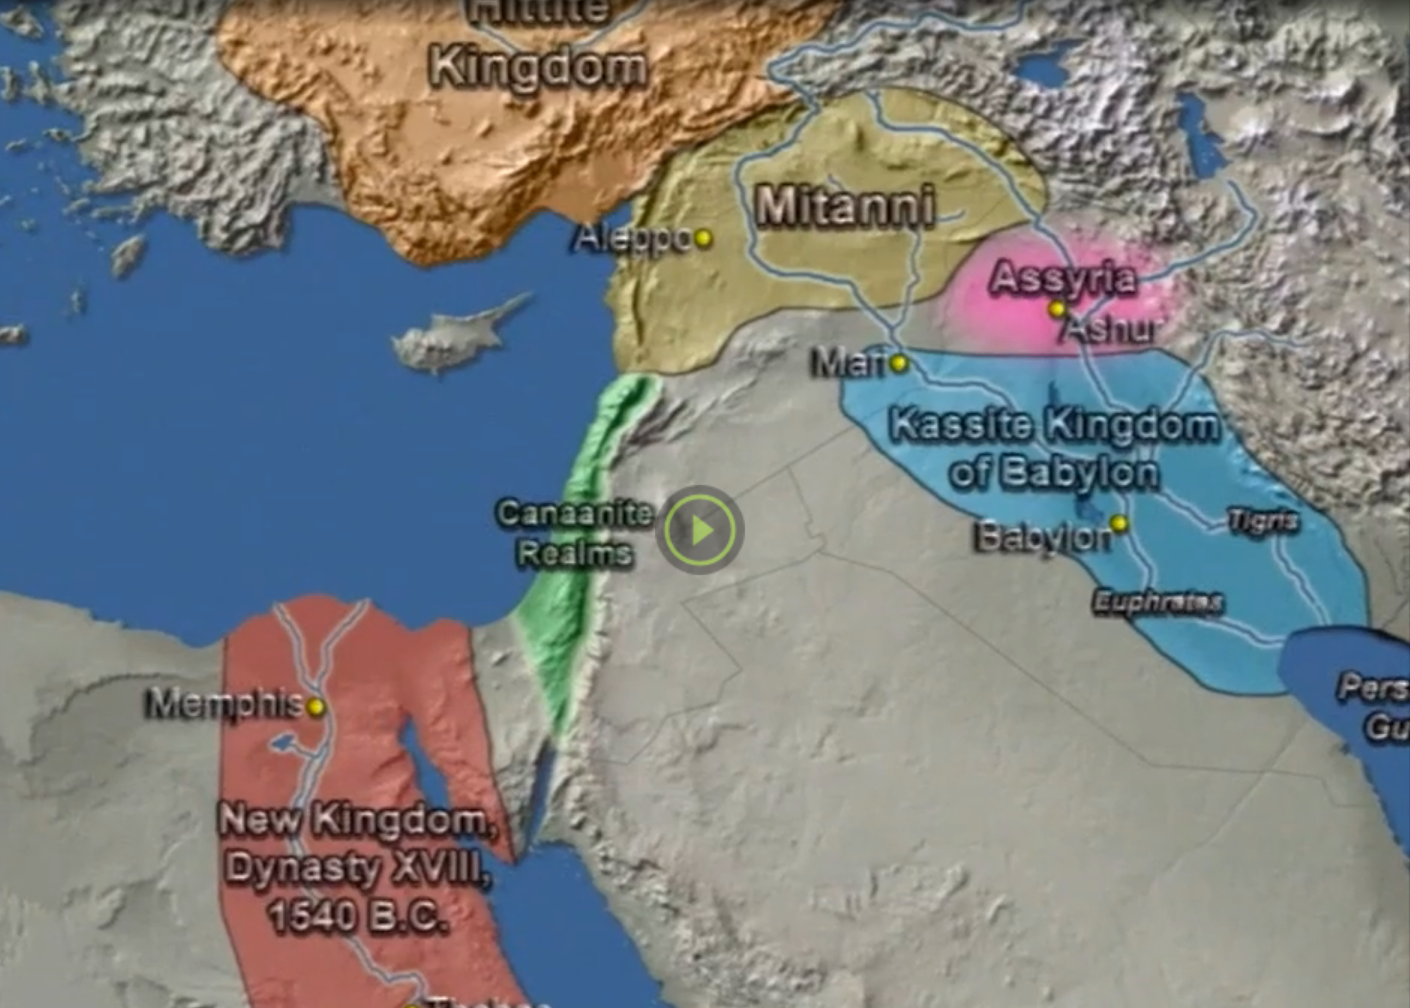 Hittite
Kingdom
Mitanni
Aleppo
Assyria
Ashur
Mari
Kassite Kingdom
of Babylon
Canaanite
Realms
Tigris
Babylon
Euphrates
Pers
Gu
Memphis
New Kingdom,
Dynasty XVIII,
1540 B.C.